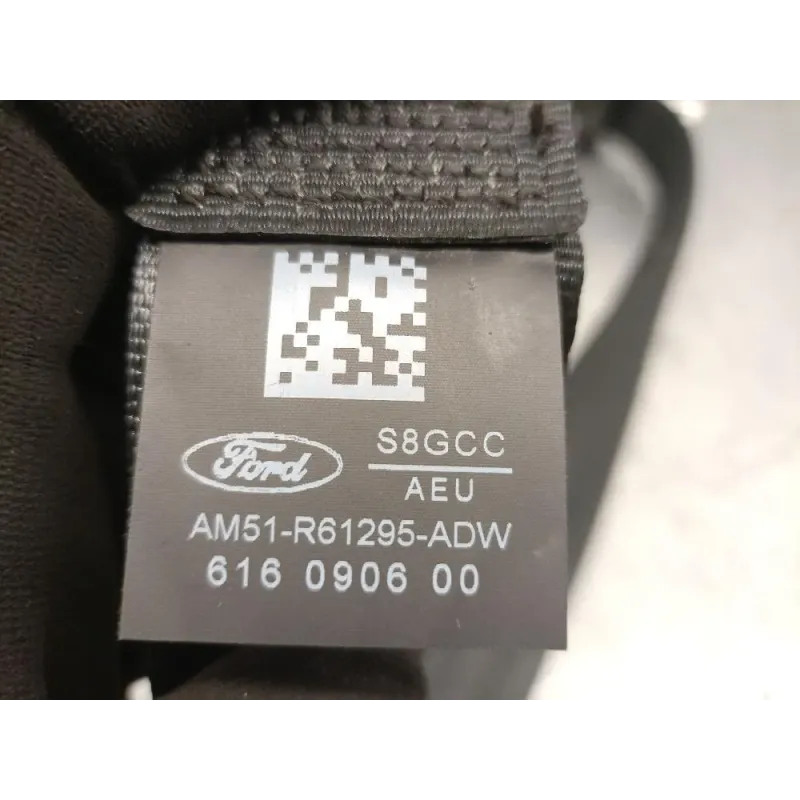 Ford
S8GCC
AEU
AM51-R61295-ADW
616 0906 00